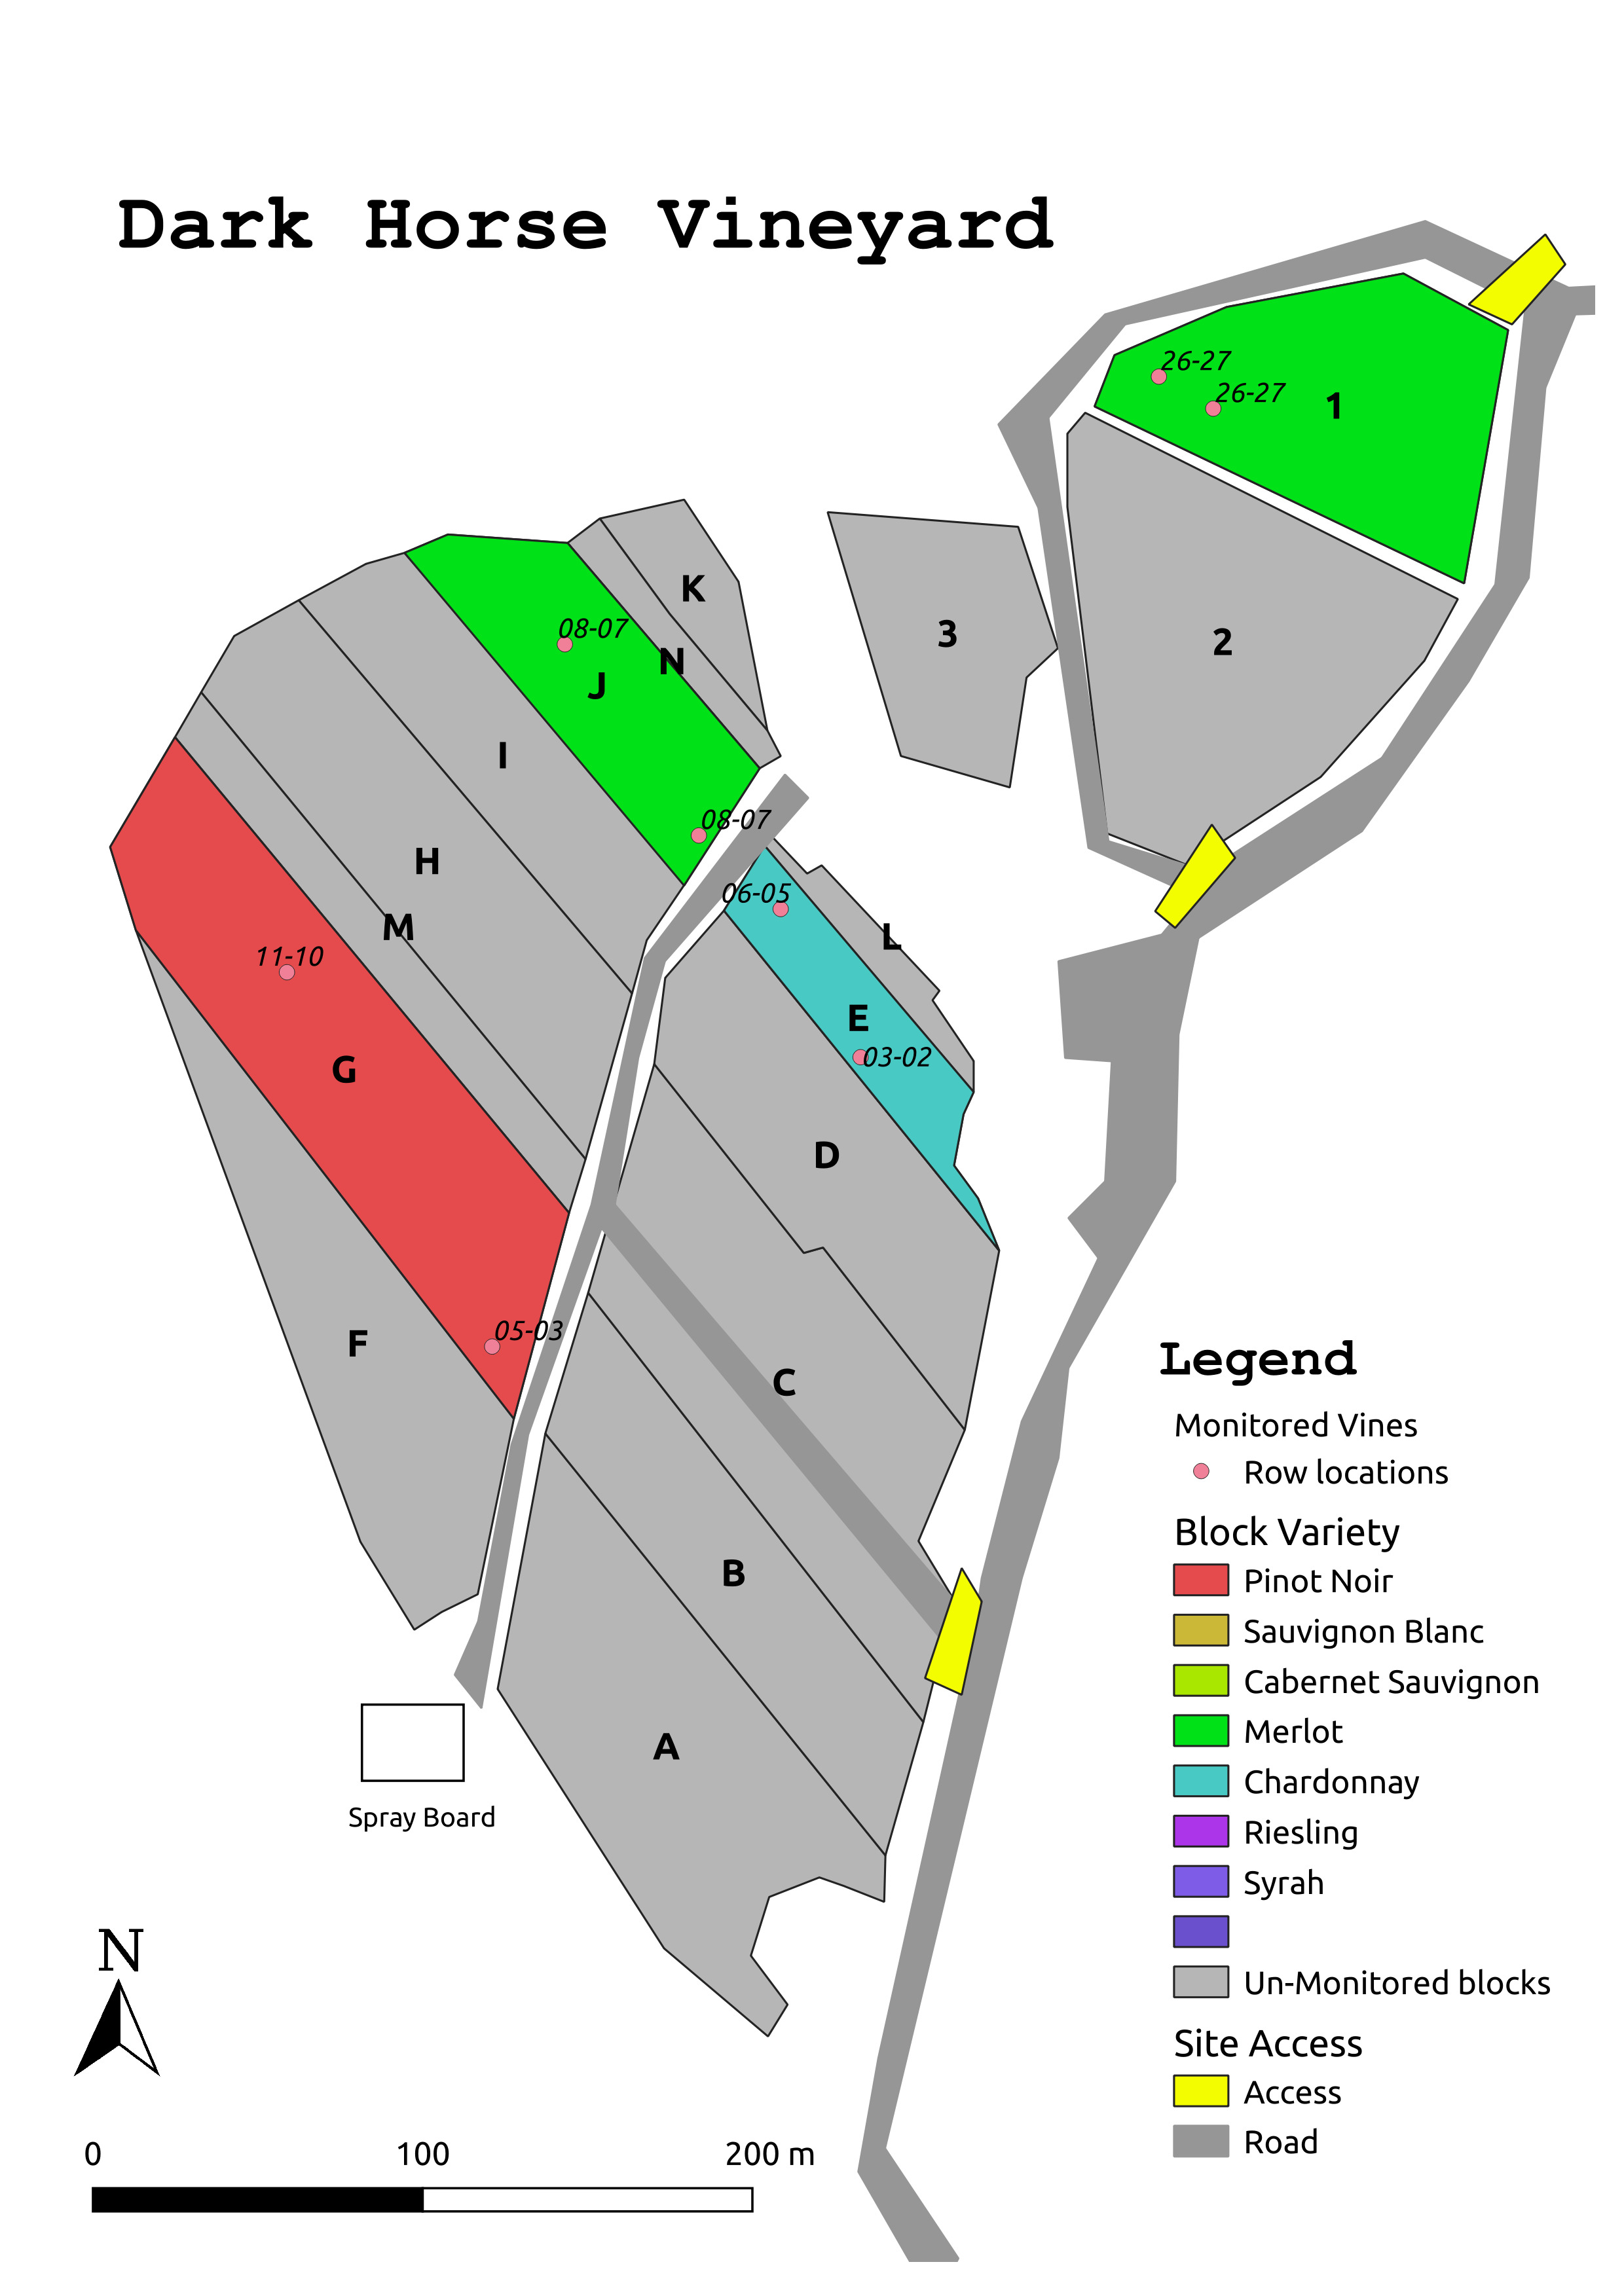 Dark Horse Vineyard
26-27
26-27
1
K
08-07
3
2
N
J
I
08-07
H
06-05
M
L
11-10
E
03-02
G
D
05-03
F
C
B
A
Spray Board
Legend
Monitored Vines
Row locations
Block Variety
Pinot Noir
Sauvignon Blanc
Cabernet Sauvignon
Merlot
Chardonnay
Riesling
Syrah
Un-Monitored blocks
Site Access
Access
Road
N
0 100 200 m